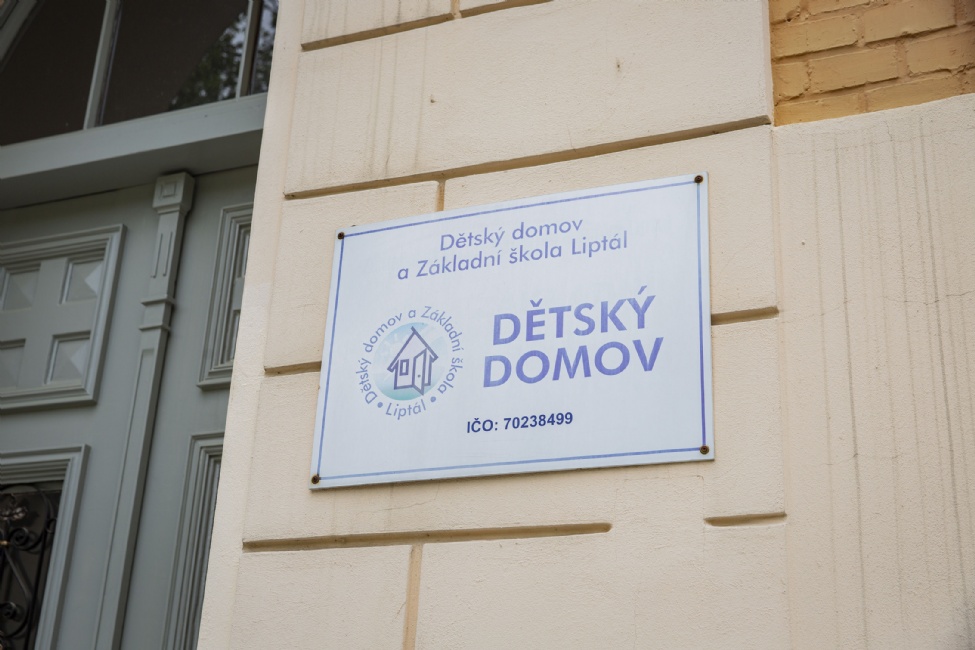 Dětský domov
a Základní škola Liptál
Dětský domov a Základní škola
• Liptál •
DĚTSKÝ
DOMOV
IČO: 70238499